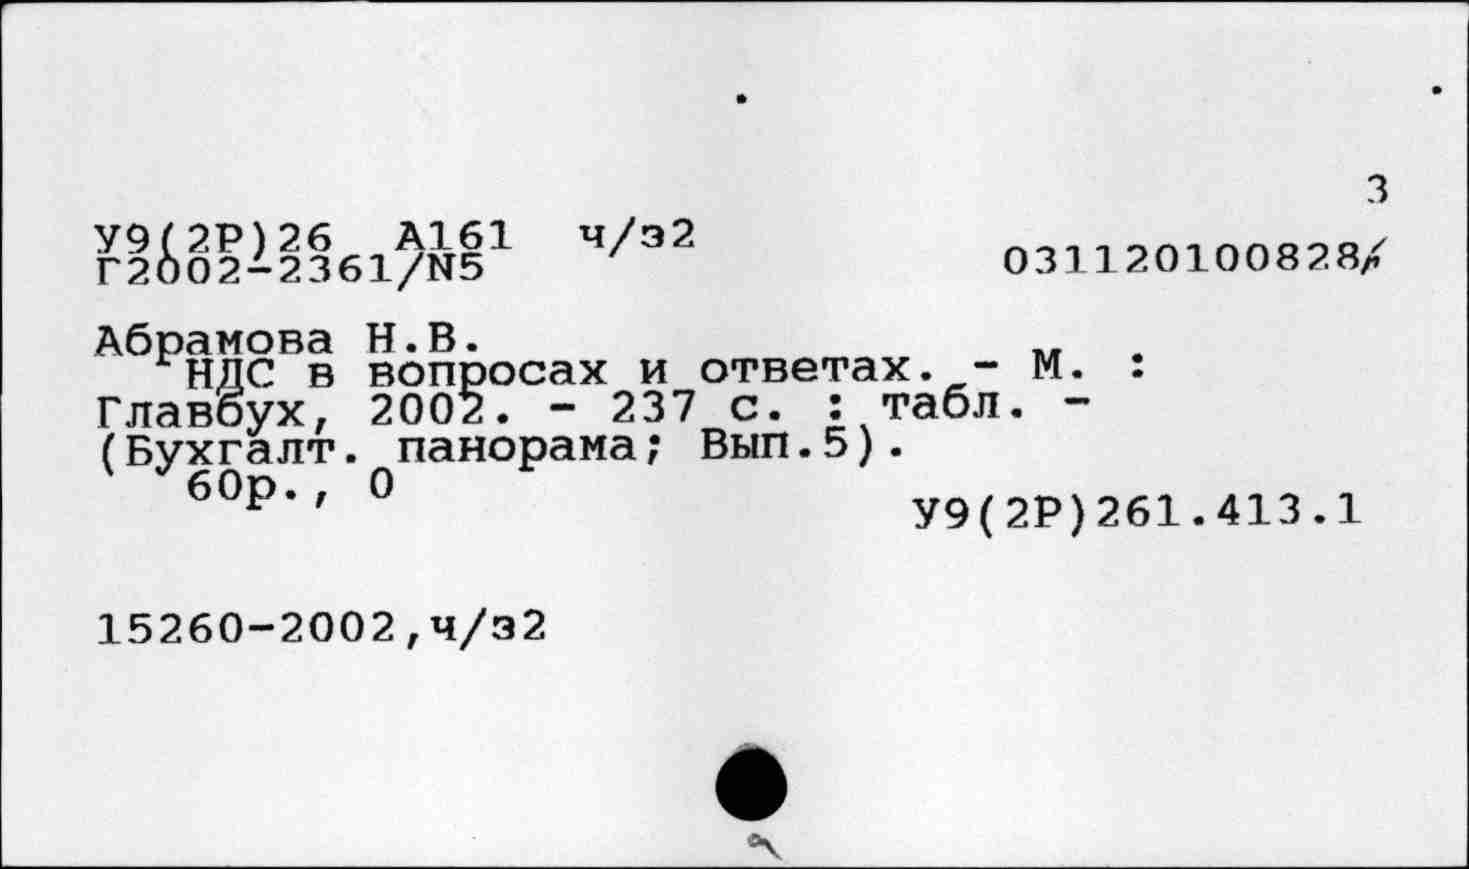 3
У9(2Р)26 А161 ч/з2
Г2002-2361/N5
031120100828
Абрамова Н.В.
НДС в вопросах и ответах. - М. :
Главбух, 2002. - 237 с. : табл. -
(Бухгалт. панорама; Вып.5).
60р., 0
У9(2Р)261.413.1
15260-2002,ч/з2